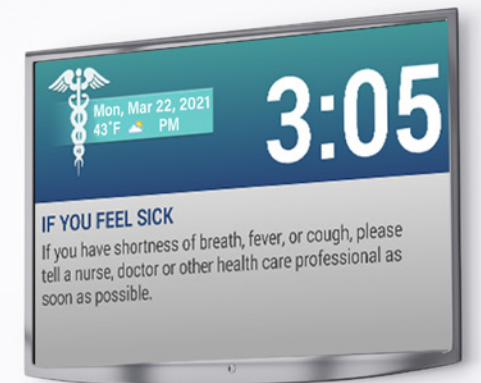 Mon, Mar 22, 2021
43°F PM
3:05
IF YOU FEEL SICK
If you have shortness of breath, fever, or cough, please
tell a nurse, doctor or other health care professional as
soon as possible.